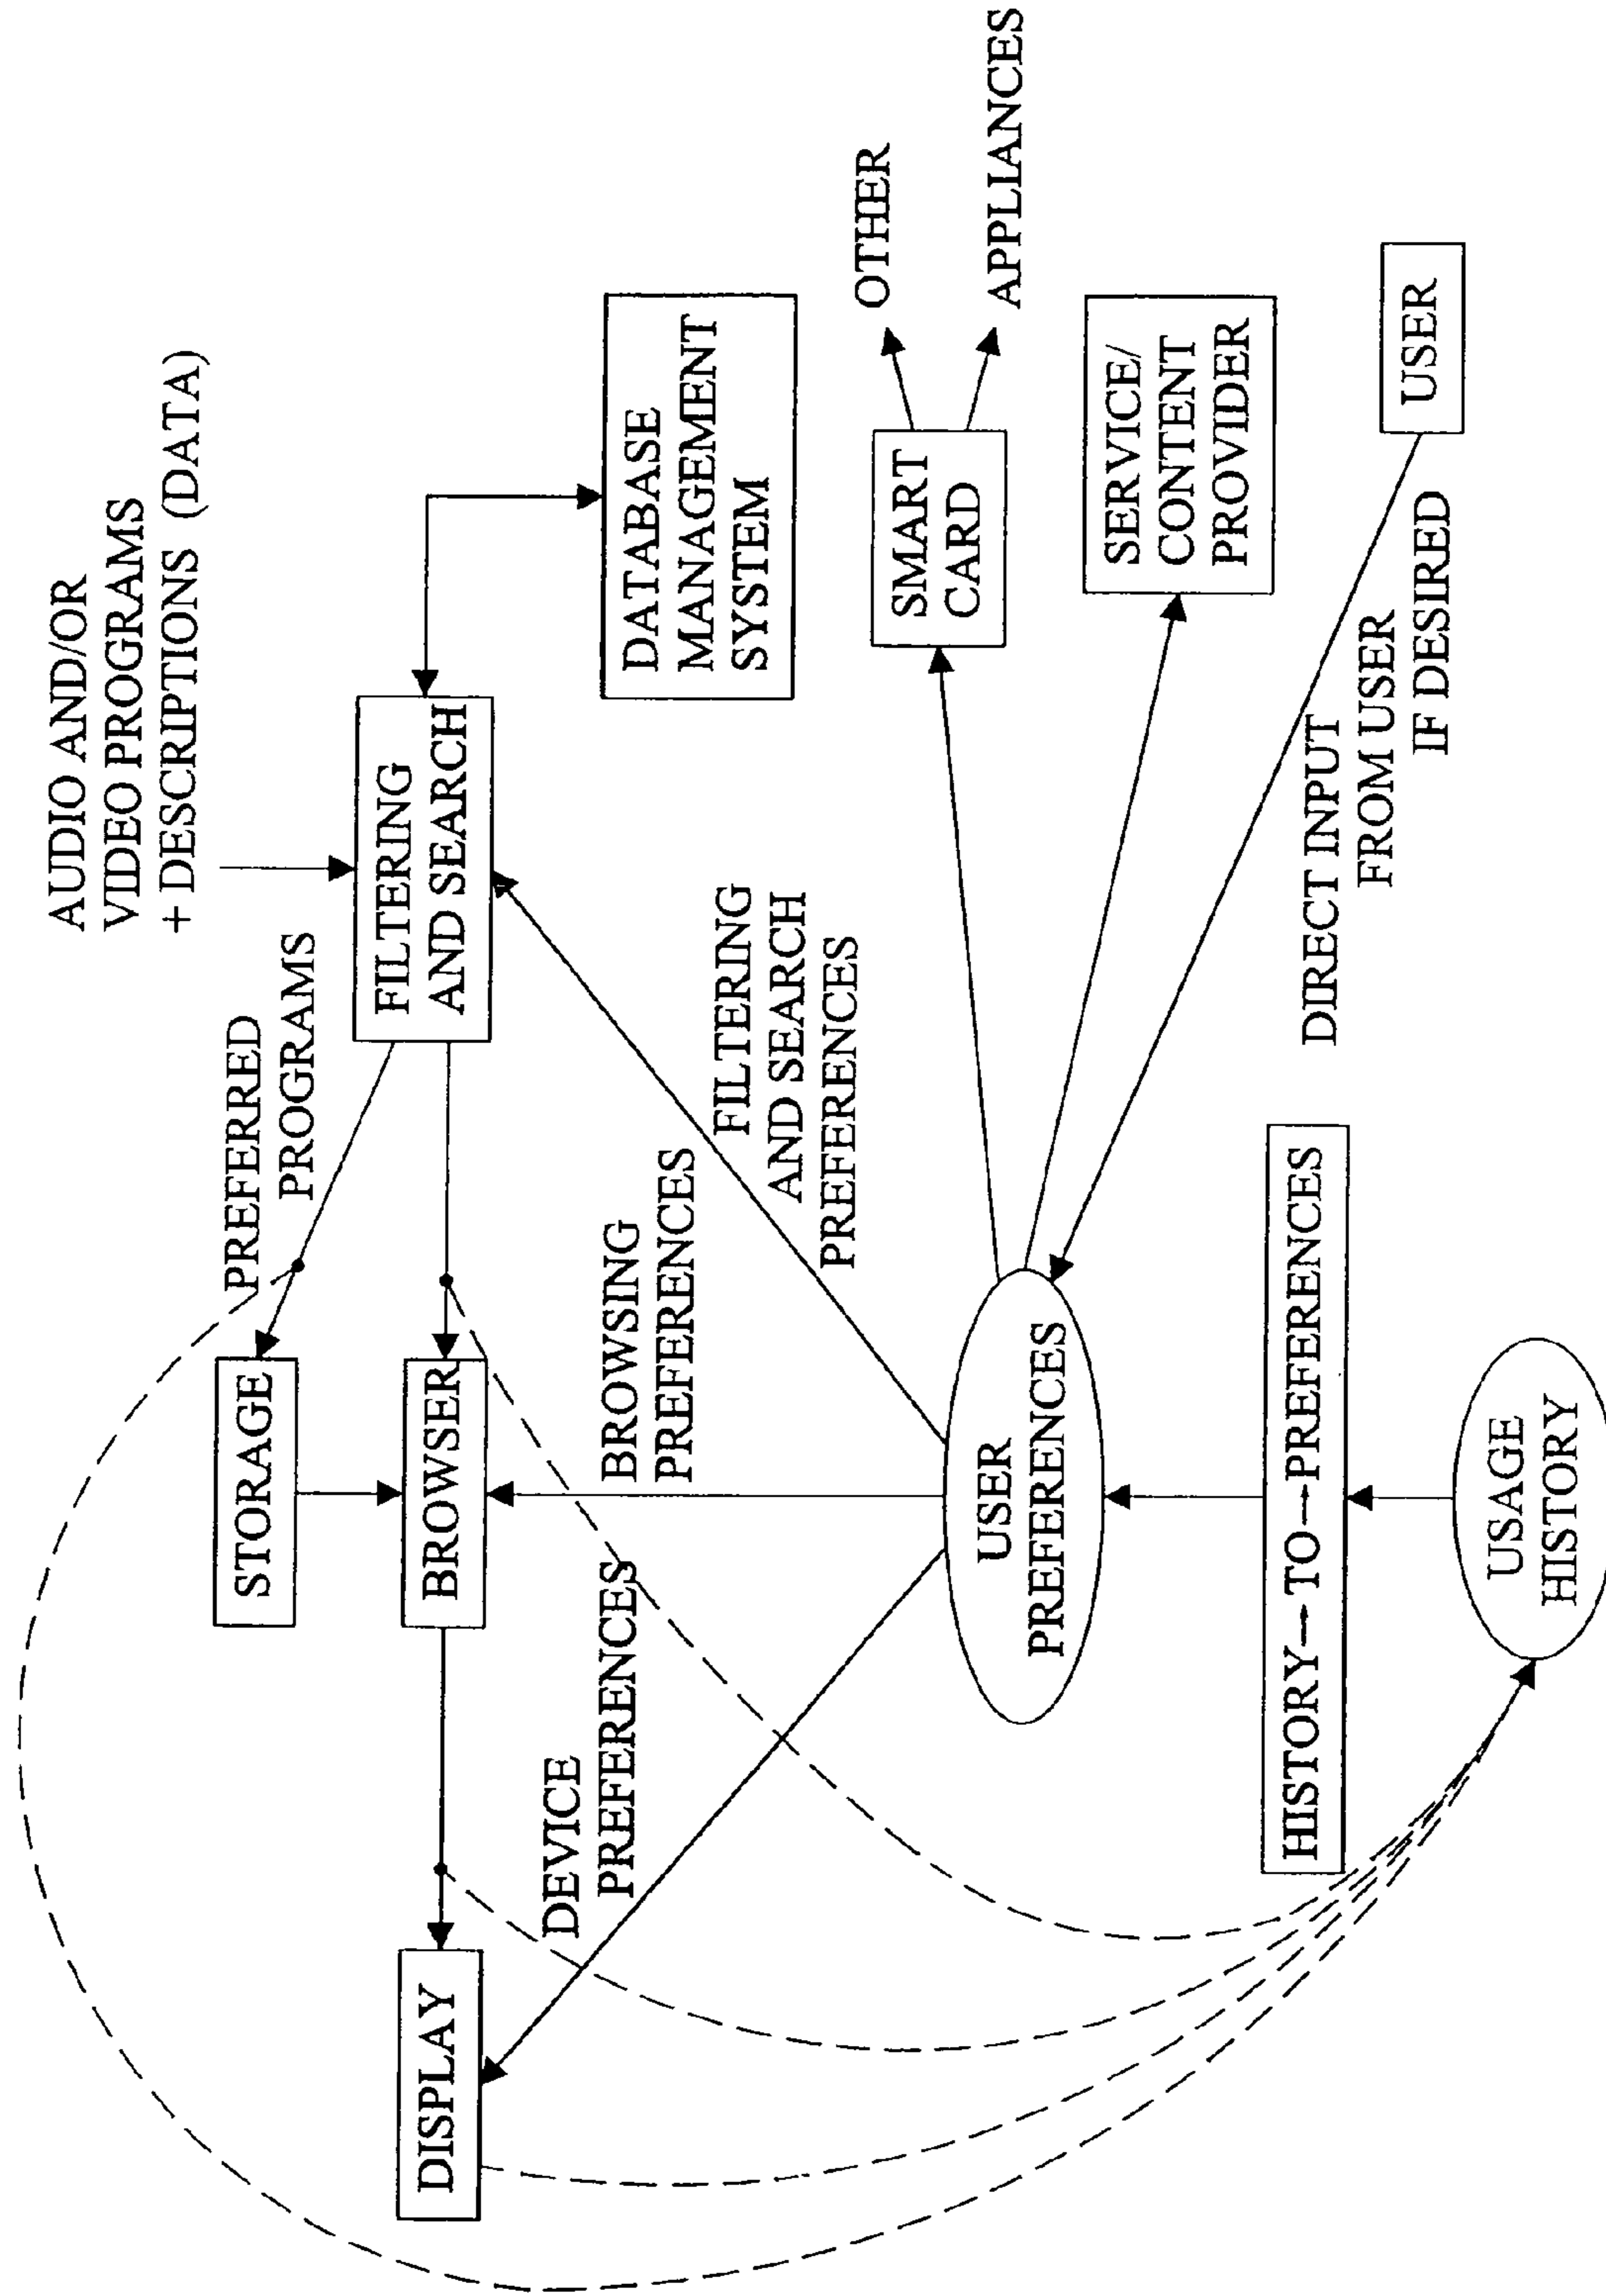 AUDIO AND/OR
VIDEO PROGRAMS
+ DESCRIPTIONS (DATA)
PREFERRED
PROGRAMS
STORAGE
FILTERING
AND SEARCH
DISPLAY
BROWSER
DATABASE
MANAGEMENT
SYSTEM
DEVICE
PREFERENCES
BROWSING
PREFERENCES
FILTERING
AND SEARCH
PREFERENCES
SMART
CARD
OTHER
APPLIANCES
USER
PREFERENCES
SERVICE/
CONTENT
PROVIDER
DIRECT INPUT
FROM USER
IF DESIRED
USER
HISTORY-TO-PREFERENCES
USAGE
HISTORY